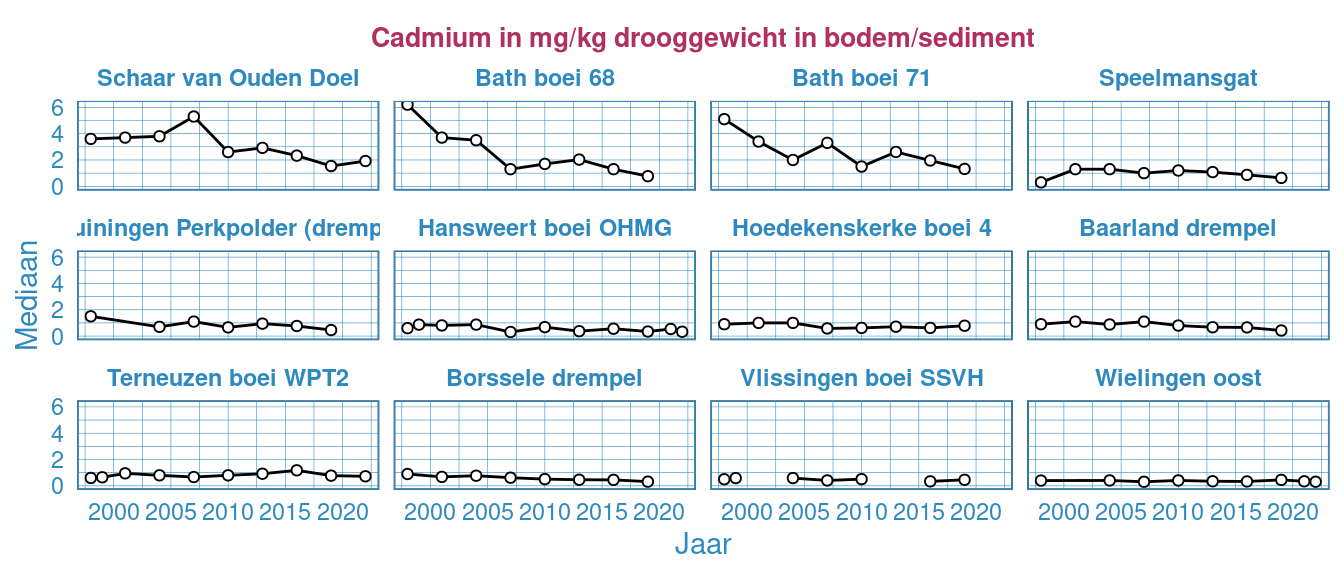 Cadmium in mg/kg drooggewicht in bodem/sediment
Schaar van Ouden Doel Bath boei 68 Bath boei 71 Speelmansgat
6
4
2
0
uiningen Perkpolder (dremp Hansweert boei OHMG Hoedekenskerke boei 4 Baarland drempel
6
4
2
0
Mediaan
Terneuzen boei WPT2 Borssele drempel Vlissingen boei SSVH Wielingen oost
6
4
2
0
2000 2005 2010 2015 2020 2000 2005 2010 2015 2020 2000 2005 2010 2015 2020 2000 2005 2010 2015 2020
Jaar